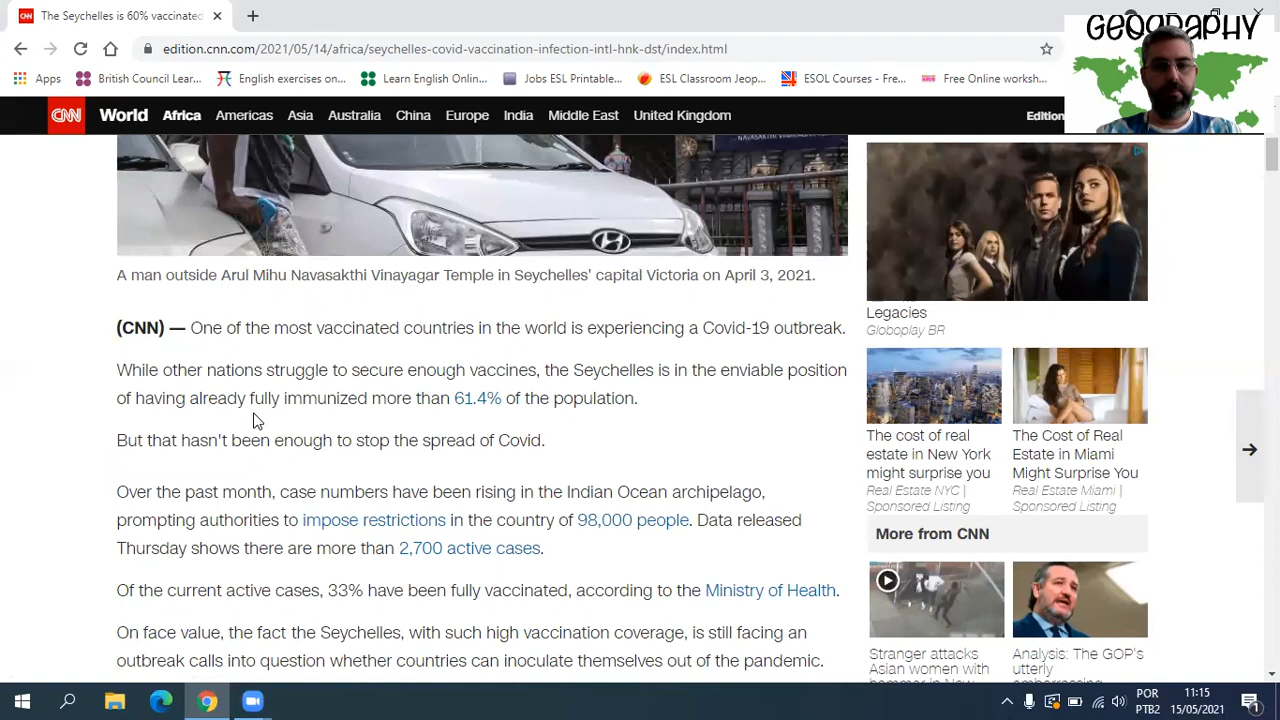 The Seychelles is 60% vaccinated
GEOGRAPHY
edition.cnn.com/2021/05/14/africa/seychelles-covid-vaccination-infection-intl-hnk-dst/index.html
Apps British Council Lear... English exercises on... Learn English Onlin... Jobs ESL Printable... ESL Classroom Jeop... ESOL Courses - Fre... Free Online worksh...
CNN World Africa Americas Asia Australia China Europe India Middle East United Kingdom Edition
A man outside Arul Mihu Navasakthi Vinayagar Temple in Seychelles' capital Victoria on April 3, 2021.
(CNN) — One of the most vaccinated countries in the world is experiencing a Covid-19 outbreak.
While other nations struggle to secure enough vaccines, the Seychelles is in the enviable position
of having already fully immunized more than 61.4% of the population.
But that hasn't been enough to stop the spread of Covid.
Over the past month, case numbers have been rising in the Indian Ocean archipelago,
prompting authorities to impose restrictions in the country of 98,000 people. Data released
Thursday shows there are more than 2,700 active cases.
Of the current active cases, 33% have been fully vaccinated, according to the Ministry of Health.
On face value, the fact the Seychelles, with such high vaccination coverage, is still facing an
outbreak calls into question whether countries can inoculate themselves out of the pandemic.
Legacies
Globoplay BR
The cost of real
estate in New York
might surprise you
Real Estate NYC |
Sponsored Listing
The Cost of Real
Estate in Miami
Might Surprise You
Real Estate Miami |
Sponsored Listing
More from CNN
Stranger attacks
Asian women with
hammer in New
Analysis: The GOP's
utterly
embarrassing
POR
PTB2
11:15
15/05/2021